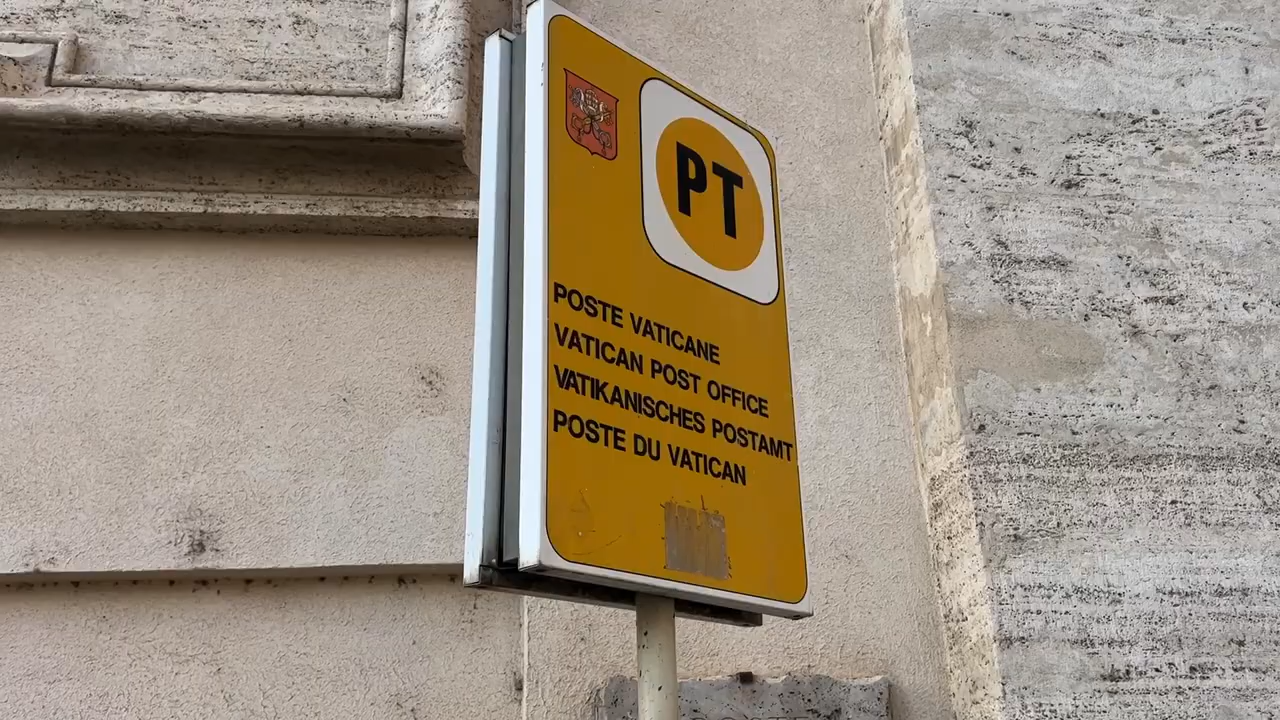 PT
POSTE VATICANE
VATICAN POST OFFICE
VATIKANISCHES POSTAMT
POSTE DU VATICAN